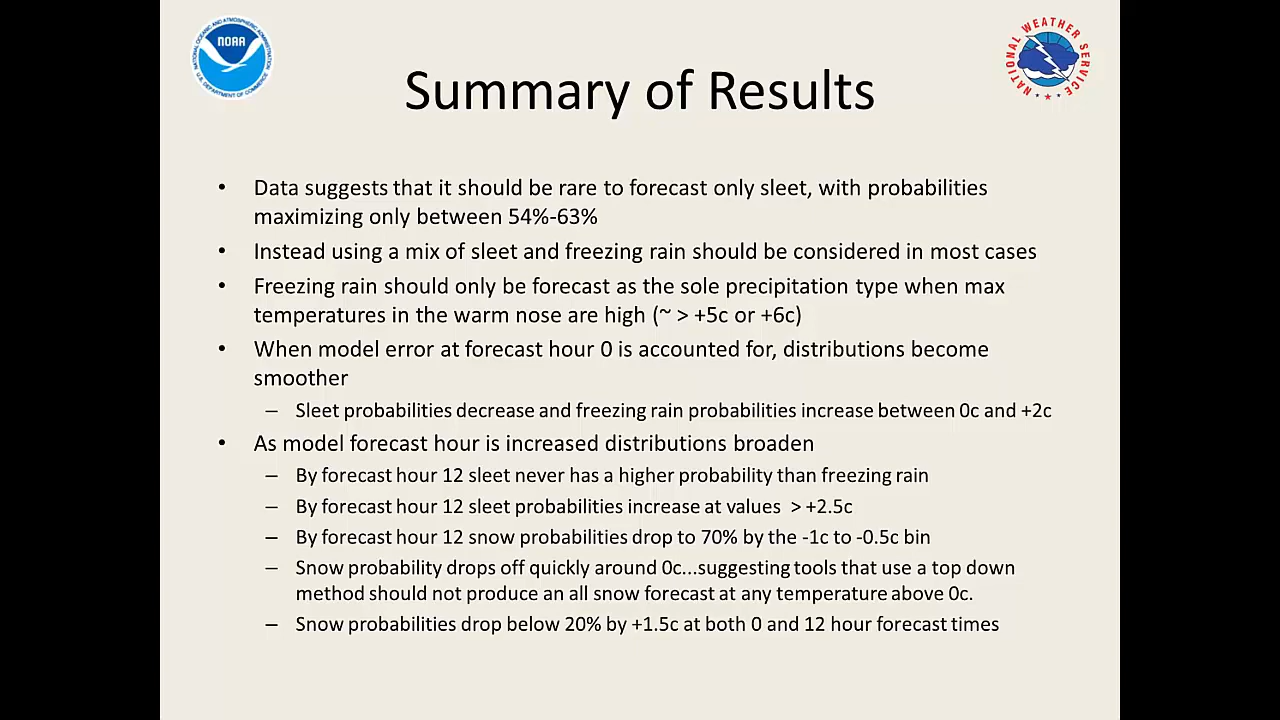 NOAA
NATIONAL OCEANIC AND ATMOSPHERIC ADMINISTRATION
U.S. DEPARTMENT OF COMMERCE
NATIONAL WEATHER SERVICE
Summary of Results
• Data suggests that it should be rare to forecast only sleet, with probabilities
maximizing only between 54%-63%
• Instead using a mix of sleet and freezing rain should be considered in most cases
• Freezing rain should only be forecast as the sole precipitation type when max
temperatures in the warm nose are high (~ > +5c or +6c)
• When model error at forecast hour 0 is accounted for, distributions become
smoother
– Sleet probabilities decrease and freezing rain probabilities increase between 0c and +2c
• As model forecast hour is increased distributions broaden
– By forecast hour 12 sleet never has a higher probability than freezing rain
– By forecast hour 12 sleet probabilities increase at values > +2.5c
– By forecast hour 12 snow probabilities drop to 70% by the -1c to -0.5c bin
– Snow probability drops off quickly around 0c...suggesting tools that use a top down
method should not produce an all snow forecast at any temperature above 0c.
– Snow probabilities drop below 20% by +1.5c at both 0 and 12 hour forecast times